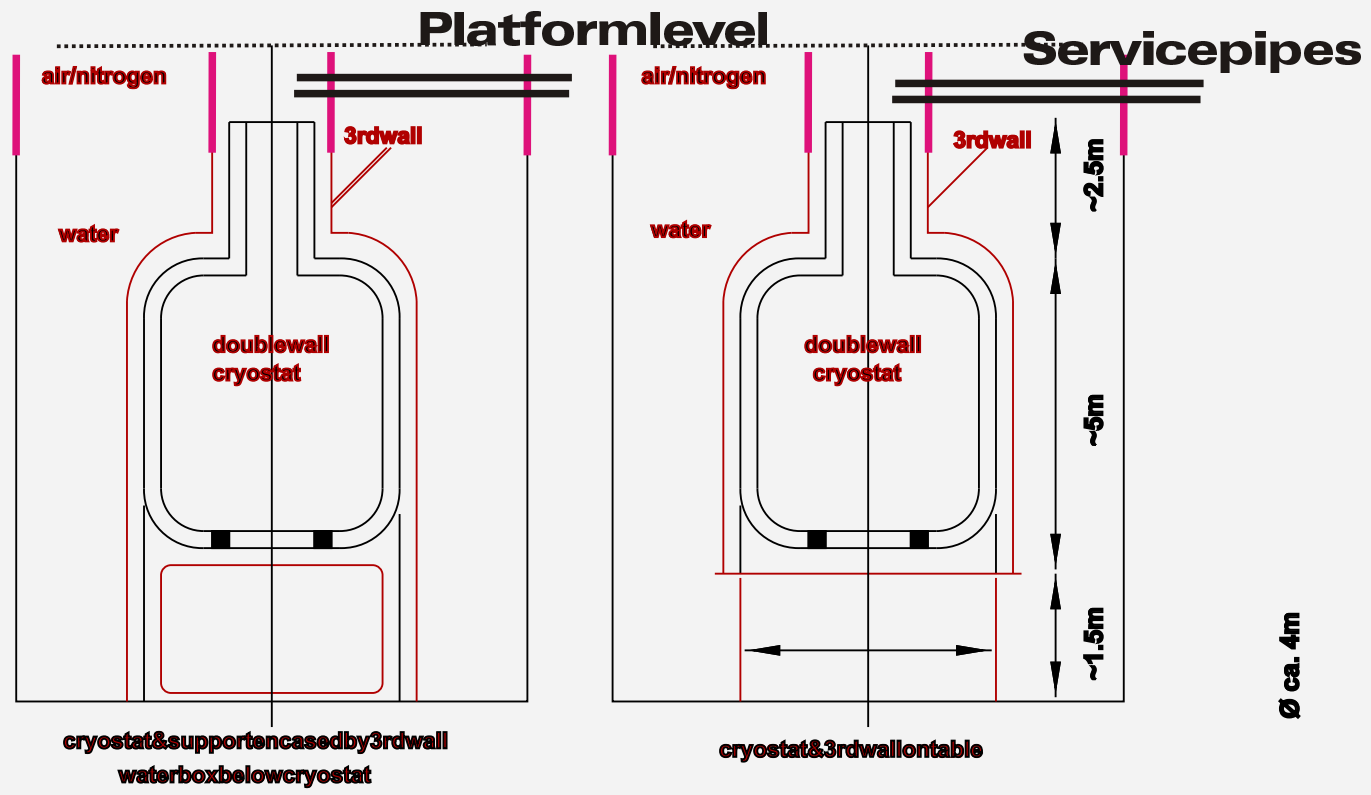 Platformlevel
Servicepipes
air/nitrogen
air/nitrogen
3rdwall
3rdwall
~2.5m
water
water
doublewall
cryostat
doublewall
cryostat
~5m
~1.5m
Ø ca. 4m
cryostat&supportencasedby3rdwall
waterboxbelowcryostat
cryostat&3rdwallontable